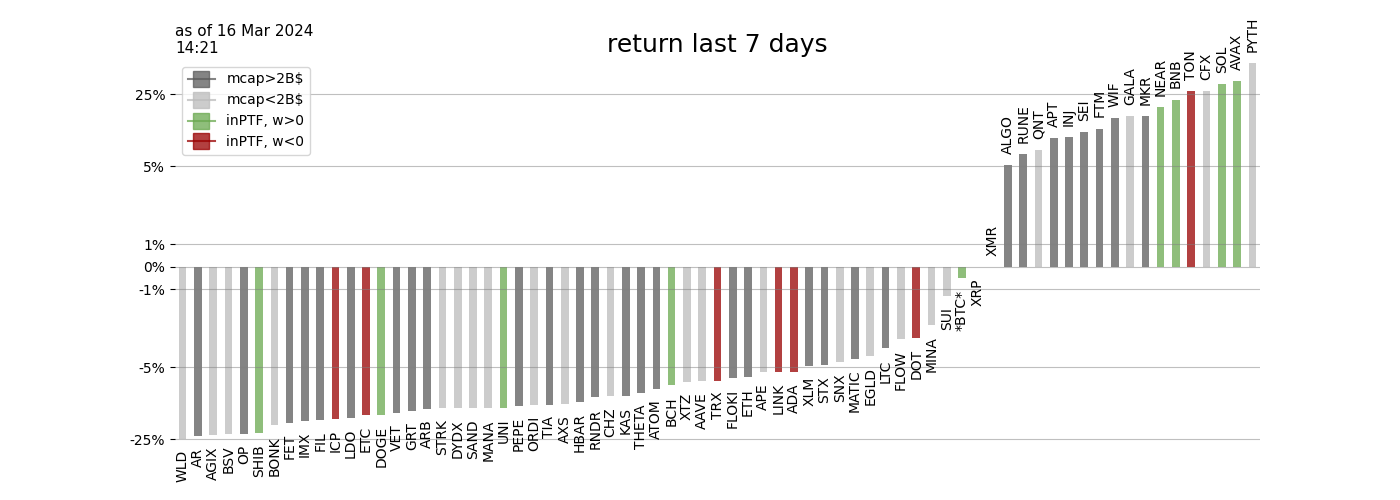 as of 16 Mar 2024
14:21
return last 7 days
mcap>2B$
mcap<2B$
inPTF, w>0
inPTF, w<0
25%
5%
1%
0%
-1%
-5%
-25%
WLD
AR
AGIX
BSV
OP
SHIB
BONK
FET
IMX
FIL
ICP
LDO
ETC
DOGE
VET
GRT
ARB
STRK
DYDX
SAND
MANA
UNI
PEPE
ORDI
TIA
AXS
HBAR
RNDR
CHZ
KAS
THETA
ATOM
BCH
XTZ
AAVE
TRX
FLOKI
ETH
APE
LINK
ADA
XLM
STX
SNX
MATIC
EGLD
LTC
FLOW
DOT
MINA
SUI
*BTC*
XRP
XMR
ALGO
RUNE
QNT
APT
INJ
SEI
FTM
WIF
GALA
MKR
NEAR
BNB
TON
CFX
SOL
AVAX
PYTH